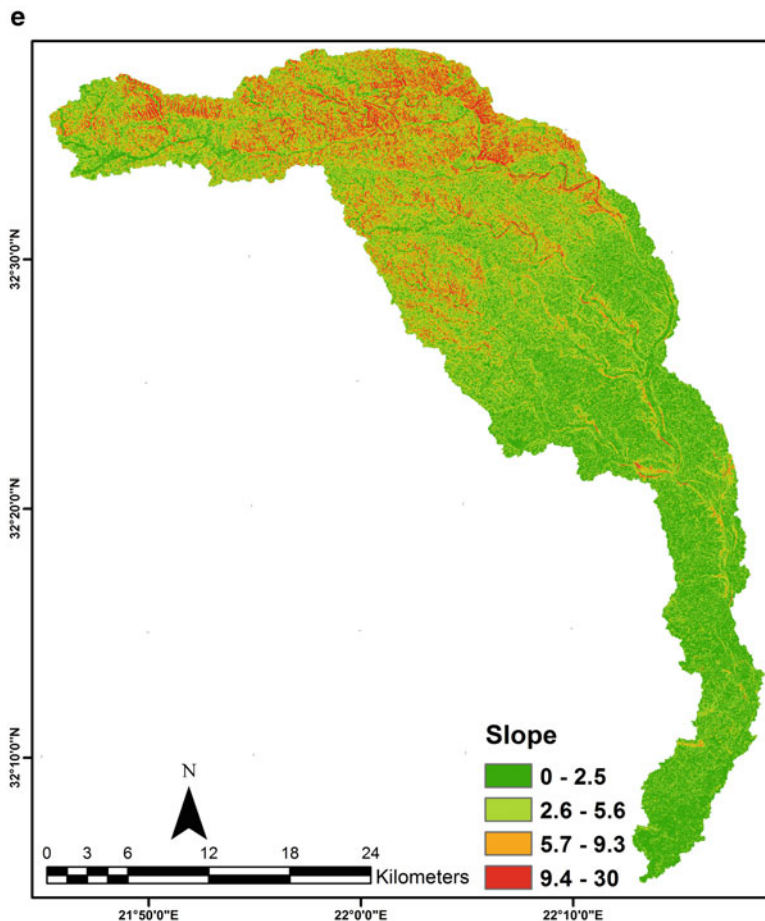 e
32°30'0"N
32°20'0"N
32°10'0"N
N
0 3 6 12 18 24
Kilometers
Slope
0 - 2.5
2.6 - 5.6
5.7 - 9.3
9.4 - 30
21°50'0"E 22°0'0"E 22°10'0"E